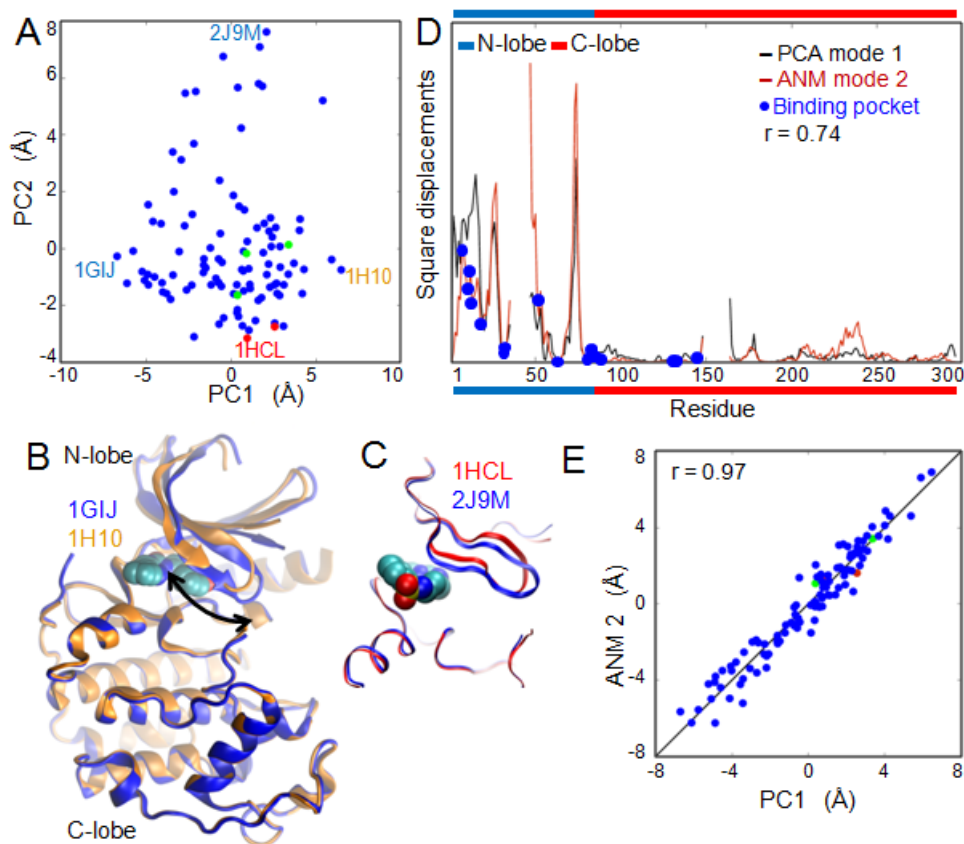 A
2J9M
8
6
4
2
0
-2
-4
PC2 (Å)
1GIJ
1H10
1HCL
-10
-5
0
5
10
PC1 (Å)
D
N-lobe
C-lobe
PCA mode 1
ANM mode 2
Binding pocket
r = 0.74
Square displacements
1
50
100
150
200
250
300
Residue
B
N-lobe
1GIJ
1H10
C-lobe
C
1HCL
2J9M
E
r = 0.97
8
4
0
-4
-8
ANM 2 (Å)
-8
-4
0
4
8
PC1 (Å)